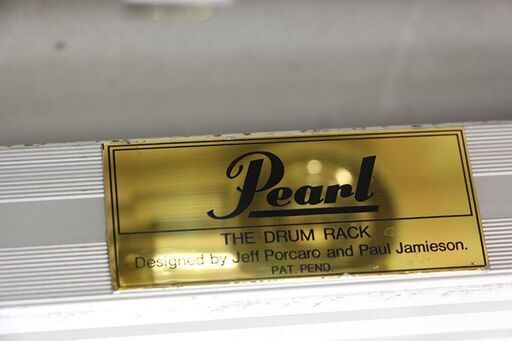 Pearl
THE DRUM RACK
Designed by Jeff Porcaro and Paul Jamieson.
PAT. PEND.